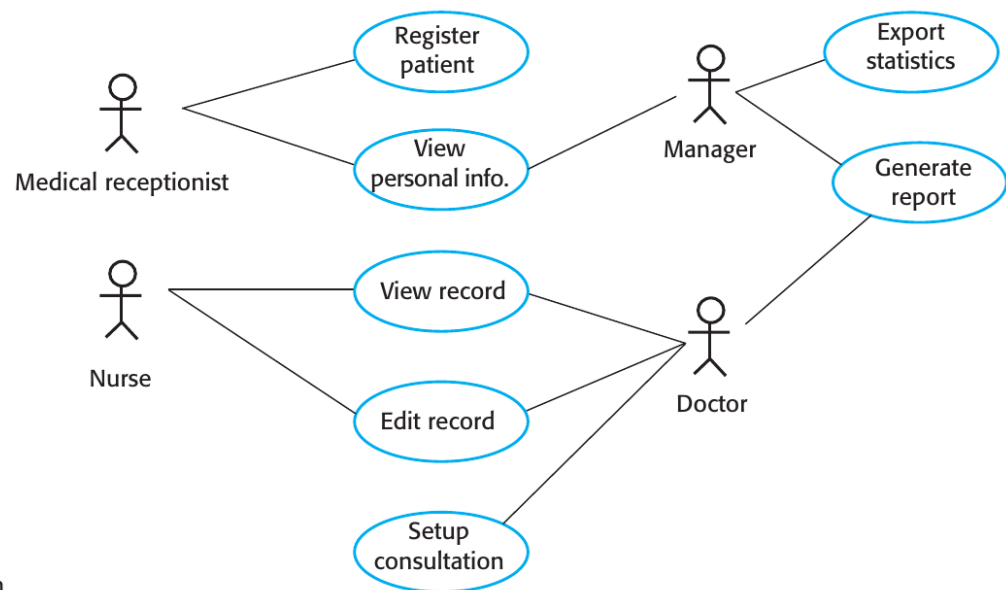 Register
patient
Export
statistics
Medical receptionist
View
personal info.
Manager
Generate
report
View record
Nurse
Edit record
Doctor
Setup
consultation